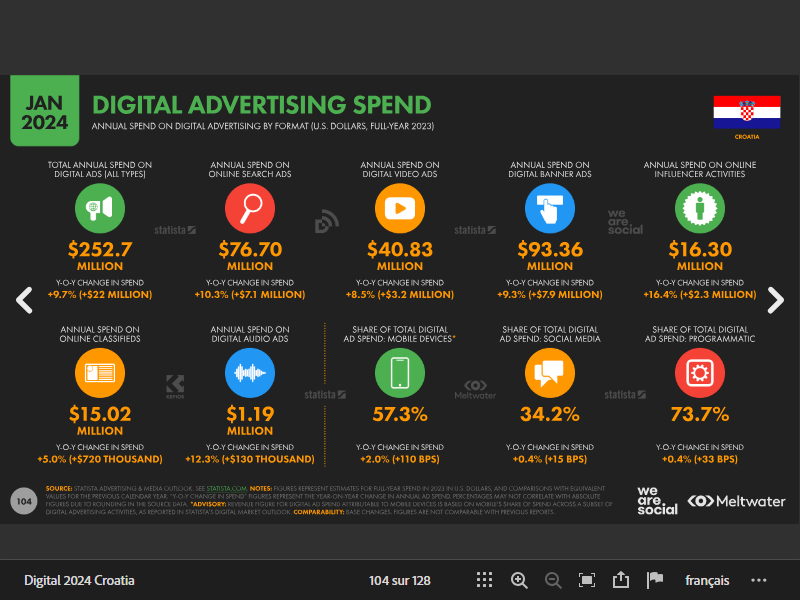 JAN
2024
DIGITAL ADVERTISING SPEND
ANNUAL SPEND ON DIGITAL ADVERTISING BY FORMAT (U.S. DOLLARS, FULL-YEAR 2023)
CROATIA
TOTAL ANNUAL SPEND ON
DIGITAL ADS (ALL TYPES)
$252.7
MILLION
Y-O-Y CHANGE IN SPEND
+9.7% (+$22 MILLION)
ANNUAL SPEND ON
ONLINE SEARCH ADS
$76.70
MILLION
Y-O-Y CHANGE IN SPEND
+10.3% (+$7.1 MILLION)
ANNUAL SPEND ON
DIGITAL VIDEO ADS
$40.83
MILLION
Y-O-Y CHANGE IN SPEND
+8.5% (+$3.2 MILLION)
ANNUAL SPEND ON
DIGITAL BANNER ADS
$93.36
MILLION
Y-O-Y CHANGE IN SPEND
+9.3% (+$7.9 MILLION)
ANNUAL SPEND ON ONLINE
INFLUENCER ACTIVITIES
$16.30
MILLION
Y-O-Y CHANGE IN SPEND
+16.4% (+$2.3 MILLION)
statista
statista
we
are.
social
ANNUAL SPEND ON
ONLINE CLASSIFIEDS
$15.02
MILLION
Y-O-Y CHANGE IN SPEND
+5.0% (+$720 THOUSAND)
ANNUAL SPEND ON
DIGITAL AUDIO ADS
$1.19
MILLION
Y-O-Y CHANGE IN SPEND
+12.3% (+$130 THOUSAND)
SHARE OF TOTAL DIGITAL
AD SPEND: MOBILE DEVICES*
57.3%
Y-O-Y CHANGE IN SPEND
+2.0% (+110 BPS)
SHARE OF TOTAL DIGITAL
AD SPEND: SOCIAL MEDIA
34.2%
Y-O-Y CHANGE IN SPEND
+0.4% (+15 BPS)
SHARE OF TOTAL DIGITAL
AD SPEND: PROGRAMMATIC
73.7%
Y-O-Y CHANGE IN SPEND
+0.4% (+33 BPS)
KEPIOS
statista
Meltwater
statista
104
SOURCE: STATISTA ADVERTISING & MEDIA OUTLOOK. SEE STATISTA.COM. NOTES: FIGURES REPRESENT ESTIMATES FOR FULL-YEAR SPEND IN 2023 IN U.S. DOLLARS, AND COMPARISONS WITH EQUIVALENT
VALUES FOR THE PREVIOUS CALENDAR YEAR. "Y-O-Y CHANGE IN SPEND" FIGURES REPRESENT THE YEAR-ON-YEAR CHANGE IN ANNUAL AD SPEND. PERCENTAGES MAY NOT CORRELATE WITH ABSOLUTE
FIGURES DUE TO ROUNDING IN THE SOURCE DATA. *ADVISORY: REVENUE FIGURE FOR DIGITAL AD SPEND ATTRIBUTABLE TO MOBILE DEVICES IS BASED ON MOBILE'S SHARE OF SPEND ACROSS A SUBSET OF
DIGITAL ADVERTISING ACTIVITIES, AS REPORTED IN STATISTA'S DIGITAL MARKET OUTLOOK. COMPARABILITY: BASE CHANGES. FIGURES ARE NOT COMPARABLE WITH PREVIOUS REPORTS.
we
are.
social
Meltwater
Digital 2024 Croatia
104 sur 128
français